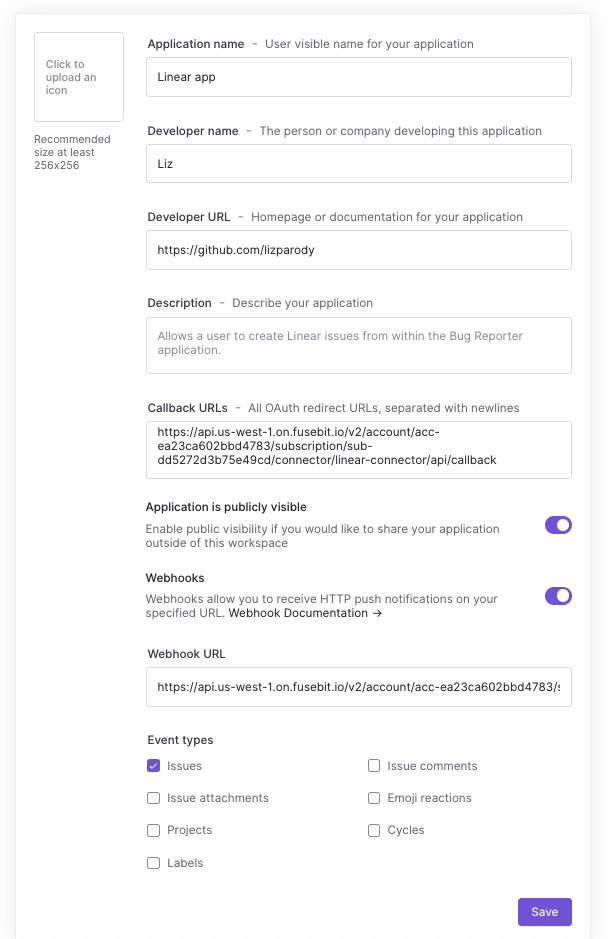 Click to
upload an
icon
Recommended
size at least
256x256
Application name - User visible name for your application
Linear app
Developer name - The person or company developing this application
Liz
Developer URL - Homepage or documentation for your application
https://github.com/lizparody
Description - Describe your application
Allows a user to create Linear issues from within the Bug Reporter
application.
Callback URLs - All OAuth redirect URLs, separated with newlines
https://api.us-west-1.on.fusebit.io/v2/account/acc-
ea23ca602bbd4783/subscription/sub-
dd5272d3b75e49cd/connector/linear-connector/api/callback
Application is publicly visible
Enable public visibility if you would like to share your application
outside of this workspace
Webhooks
Webhooks allow you to receive HTTP push notifications on your
specified URL. Webhook Documentation →
Webhook URL
https://api.us-west-1.on.fusebit.io/v2/account/acc-ea23ca602bbd4783/s
Event types
Issues
Issue comments
Issue attachments
Emoji reactions
Projects
Cycles
Labels
Save